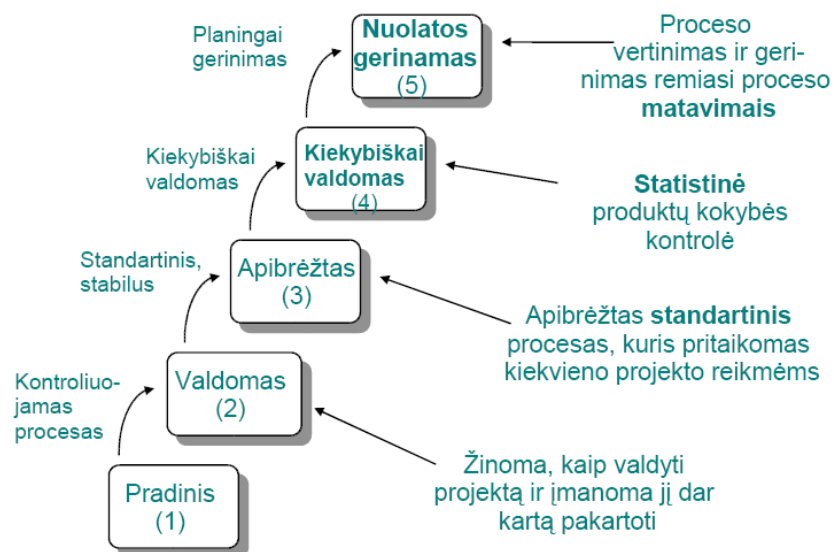 Planingai
gerinimas
Nuolatos
gerinamas
(5)
Proceso
vertinimas ir geri-
nimas remiasi proceso
matavimais
Kiekybiškai
valdomas
Kiekybiškai
valdomas
(4)
Statistinė
produktų kokybės
kontrolė
Standartinis,
stabilus
Apibrėžtas
(3)
Apibrėžtas standartinis
procesas, kuris pritaikomas
kiekvieno projekto reikmėms
Kontroliuo-
jamas
procesas
Valdomas
(2)
Žinoma, kaip valdyti
projektą ir įmanoma jį dar
kartą pakartoti
Pradinis
(1)